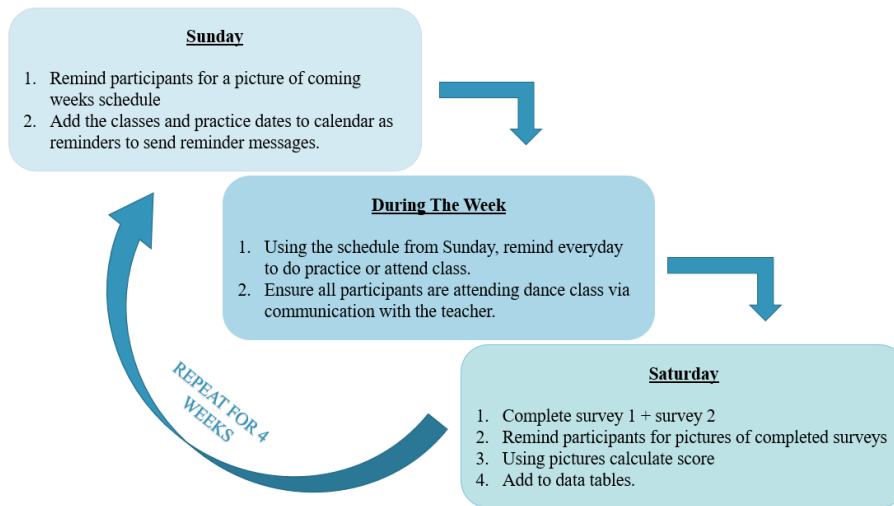 Sunday
1. Remind participants for a picture of coming
weeks schedule
2. Add the classes and practice dates to calendar as
reminders to send reminder messages.
During The Week
1. Using the schedule from Sunday, remind everyday
to do practice or attend class.
2. Ensure all participants are attending dance class via
communication with the teacher.
Saturday
1. Complete survey 1 + survey 2
2. Remind participants for pictures of completed surveys
3. Using pictures calculate score
4. Add to data tables.
REPEAT FOR 4
WEEKS